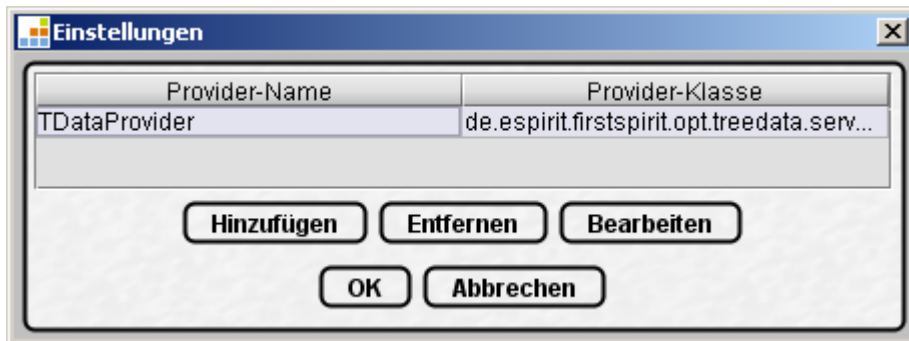 Einstellungen
Provider-Name Provider-Klasse
TDataProvider de.espirit.firstspirit.opt.treedata.serv...
Hinzufügen Entfernen Bearbeiten
OK Abbrechen